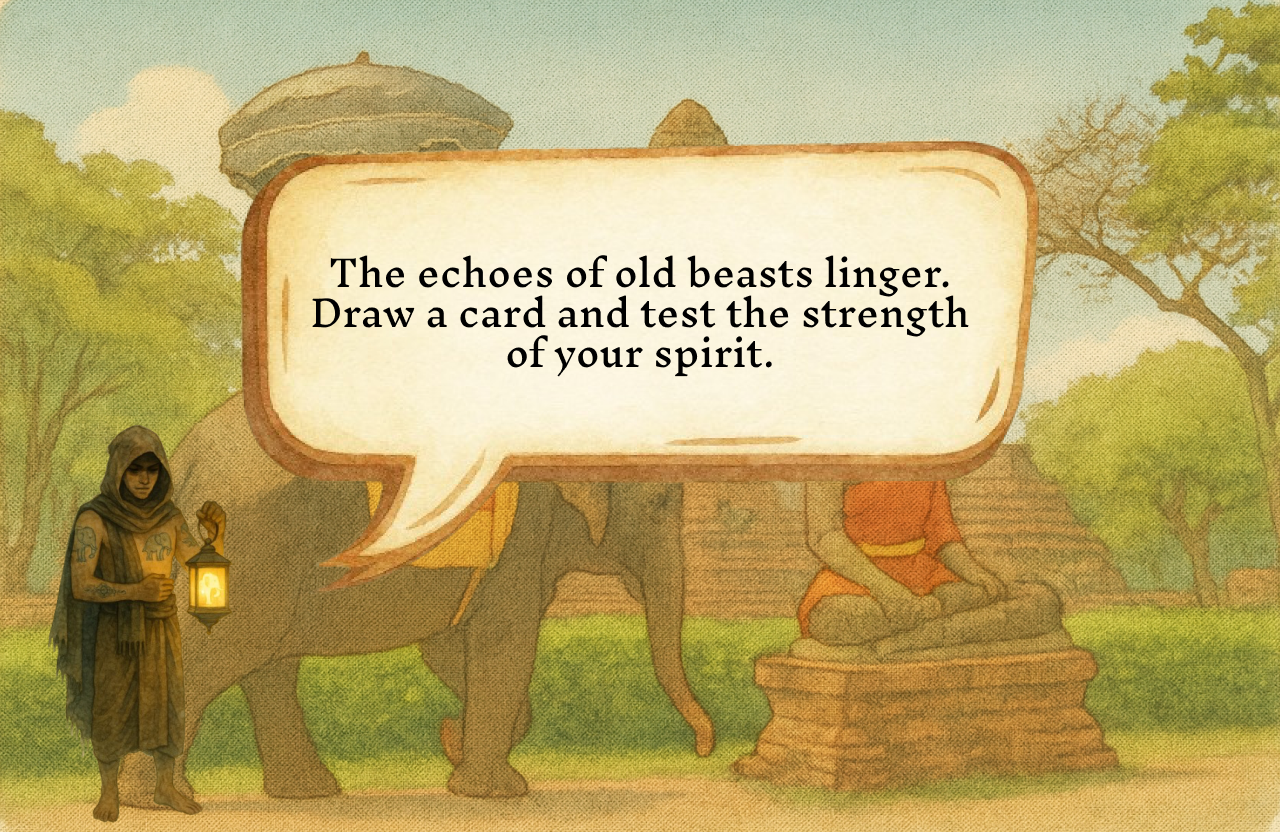 The echoes of old beasts linger.
Draw a card and test the strength
of your spirit.